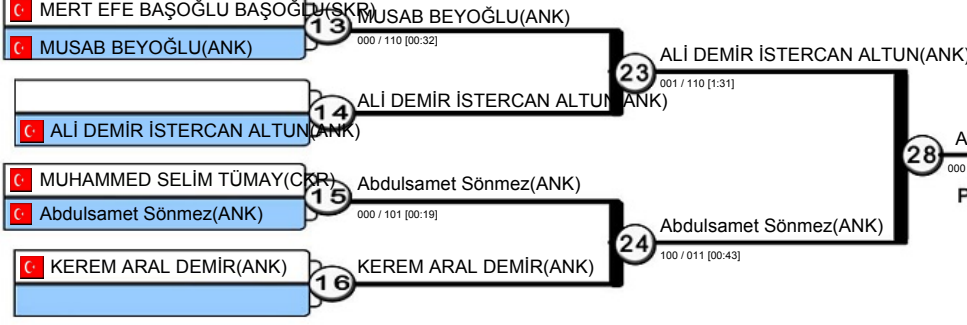 MERT EFE BAŞOĞLU BAŞOĞLU(SKR)
13
MUSAB BEYOĞLU(ANK)
000 / 110 [00:32]
MUSAB BEYOĞLU(ANK)
23
ALİ DEMİR İSTERCAN ALTUN(ANK)
001 / 110 [1:31]
14
ALİ DEMİR İSTERCAN ALTUN(ANK)
ALİ DEMİR İSTERCAN ALTUN(ANK)
28
A
000
P
MUHAMMED SELİM TÜMAY(ÇKR)
15
Abdulsamet Sönmez(ANK)
000 / 101 [00:19]
Abdulsamet Sönmez(ANK)
24
Abdulsamet Sönmez(ANK)
100 / 011 [00:43]
KEREM ARAL DEMİR(ANK)
16
KEREM ARAL DEMİR(ANK)